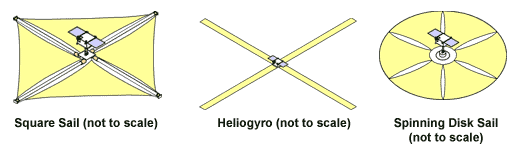 Square Sail (not to scale)
Heliogyro (not to scale)
Spinning Disk Sail
(not to scale)